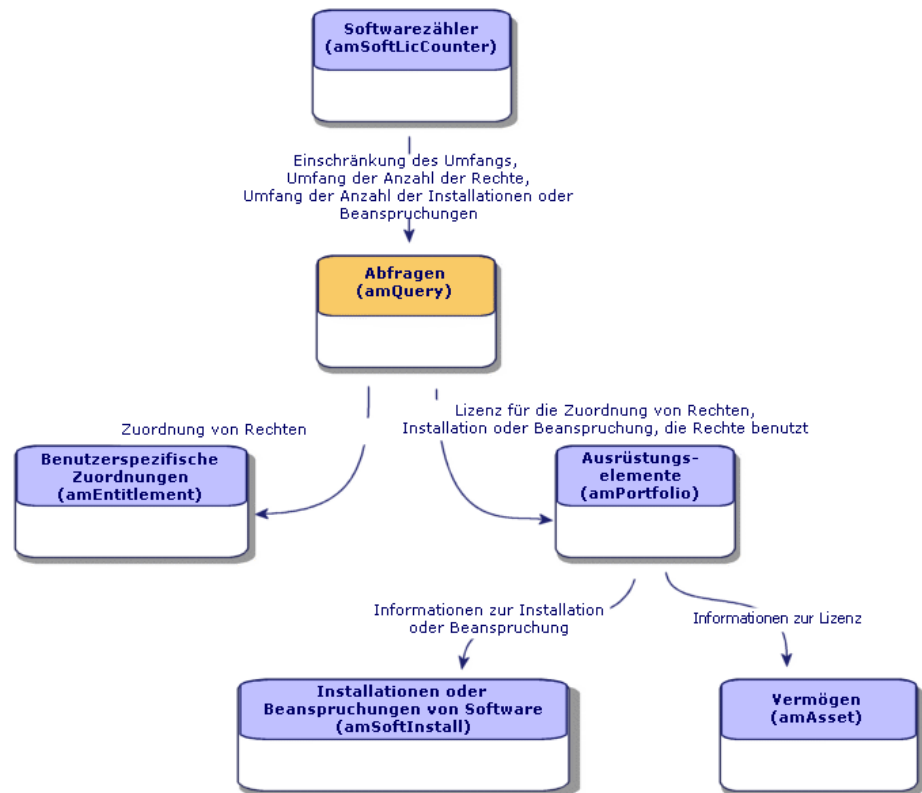 Softwarezähler
(amSoftLicCounter)
Einschränkung des Umfangs,
Umfang der Anzahl der Rechte,
Umfang der Anzahl der Installationen oder
Beanspruchungen
Abfragen
(amQuery)
Zuordnung von Rechten
Lizenz für die Zuordnung von Rechten,
Installation oder Beanspruchung, die Rechte benutzt
Benutzerspezifische
Zuordnungen
(amEntitlement)
Ausrüstungs-
elemente
(amPortfolio)
Informationen zur Installation
oder Beanspruchung
Informationen zur Lizenz
Installationen oder
Beanspruchungen von Software
(amSoftInstall)
Vermögen
(amAsset)